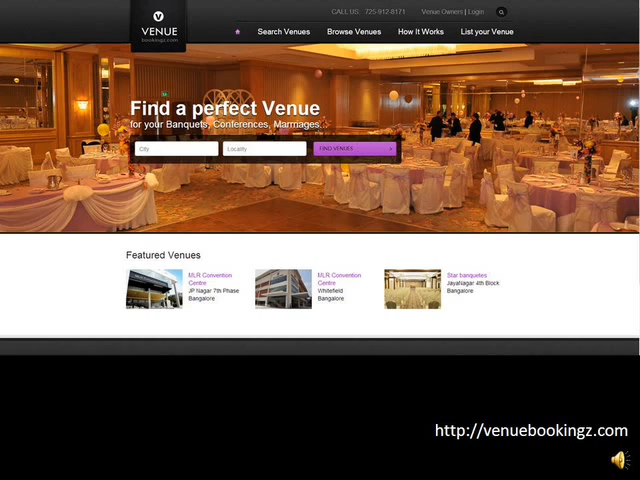 CALL US: 725-912-8171
Venue Owners | Login
V
VENUE
bookingz.com
Search Venues
Browse Venues
How It Works
List your Venue
Find a perfect Venue
for your Banquets, Conferences, Marriages...
City
Locality
FIND VENUES >
Featured Venues
MLR Convention
Centre
JP Nagar 7th Phase
Bangalore
MLR Convention
Centre
Whitefield
Bangalore
Star banquetes
JayaNagar 4th Block
Bangalore
http://venuebookingz.com